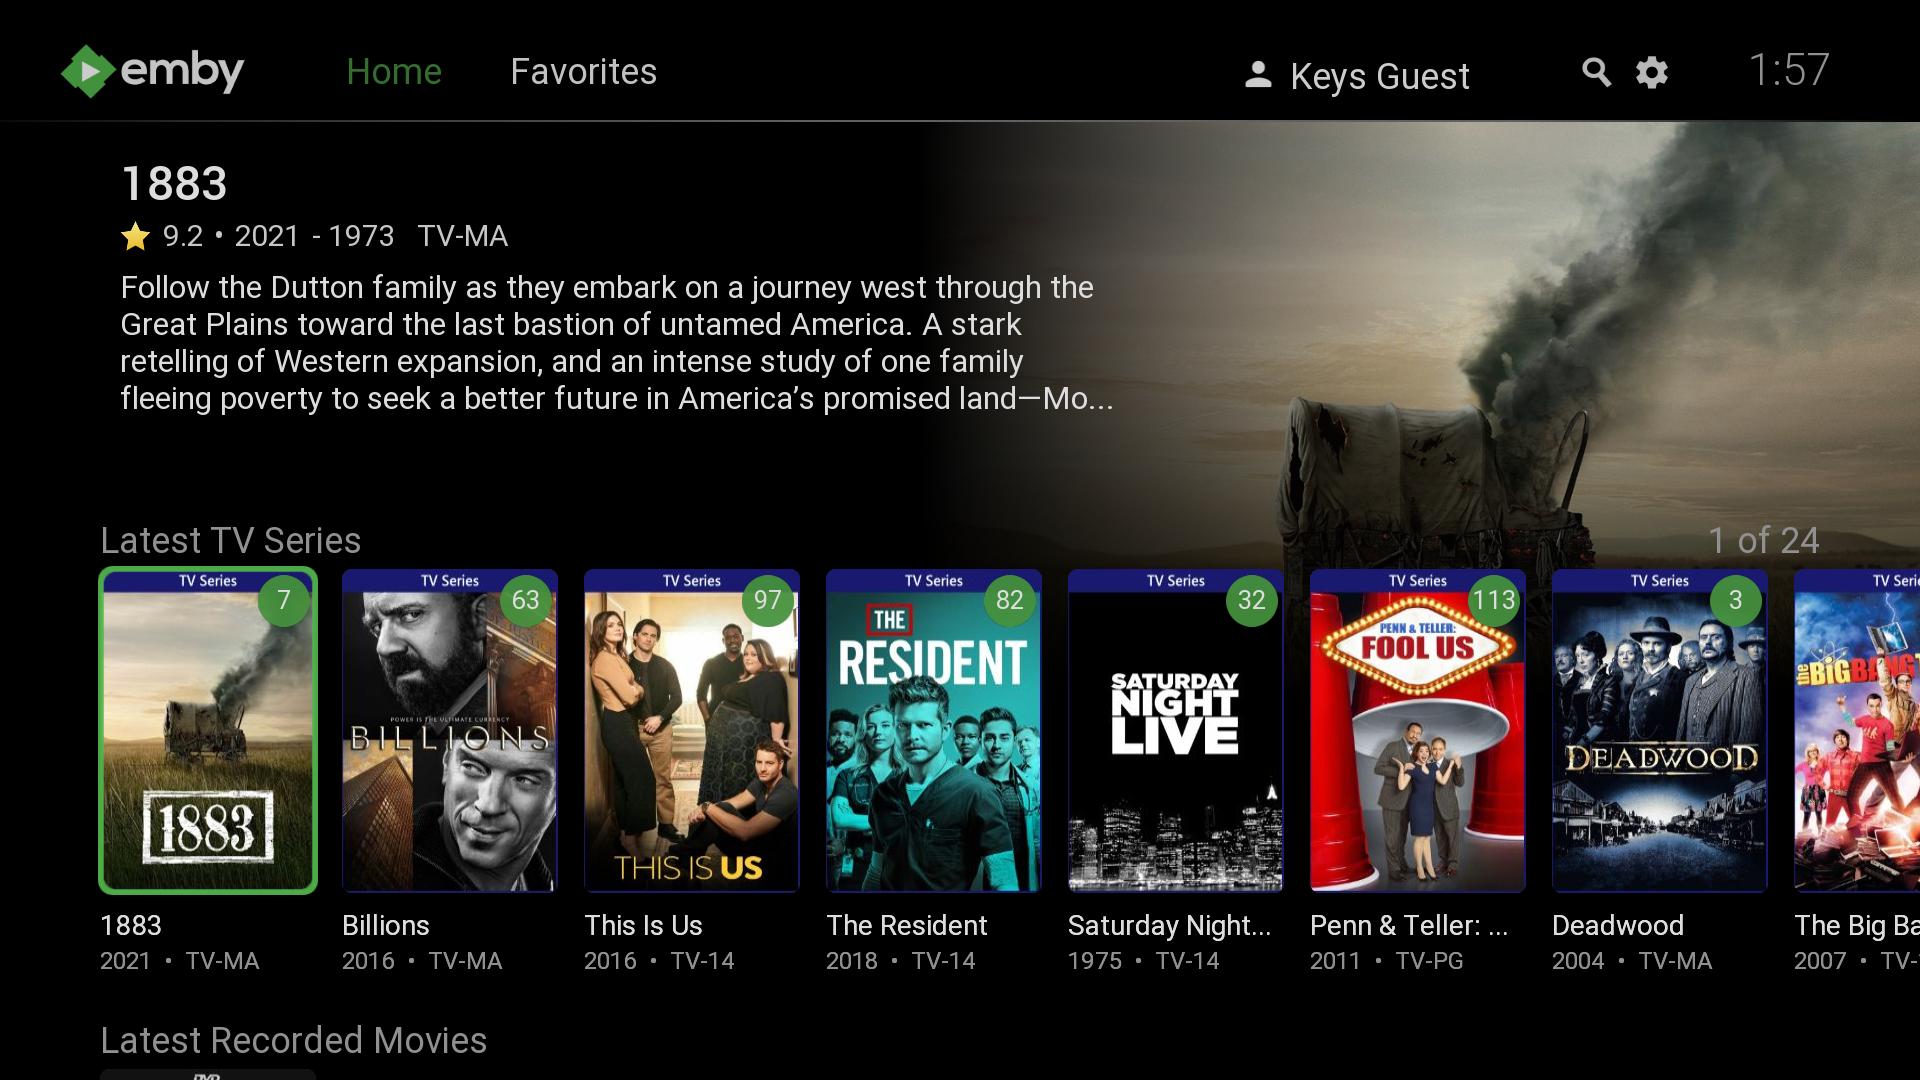 emby
Home
Favorites
Keys Guest
1:57
1883
9.2 • 2021 - 1973 TV-MA
Follow the Dutton family as they embark on a journey west through the
Great Plains toward the last bastion of untamed America. A stark
retelling of Western expansion, and an intense study of one family
fleeing poverty to seek a better future in America’s promised land—Mo...
Latest TV Series
1 of 24
TV Series
7
1883
TV Series
63
POWER IS THE ULTIMATE CURRENCY
BILLIONS
TV Series
97
THIS IS US
TV Series
82
THE
RESIDENT
TV Series
32
SATURDAY
NIGHT
LIVE
TV Series
113
PENN & TELLER:
FOOL US
TV Series
3
DEADWOOD
TV Serie
the BIG BANG T
1883
2021 • TV-MA
Billions
2016 • TV-MA
This Is Us
2016 • TV-14
The Resident
2018 • TV-14
Saturday Night...
1975 • TV-14
Penn & Teller: ...
2011 • TV-PG
Deadwood
2004 • TV-MA
The Big Ba
2007 • TV-
Latest Recorded Movies